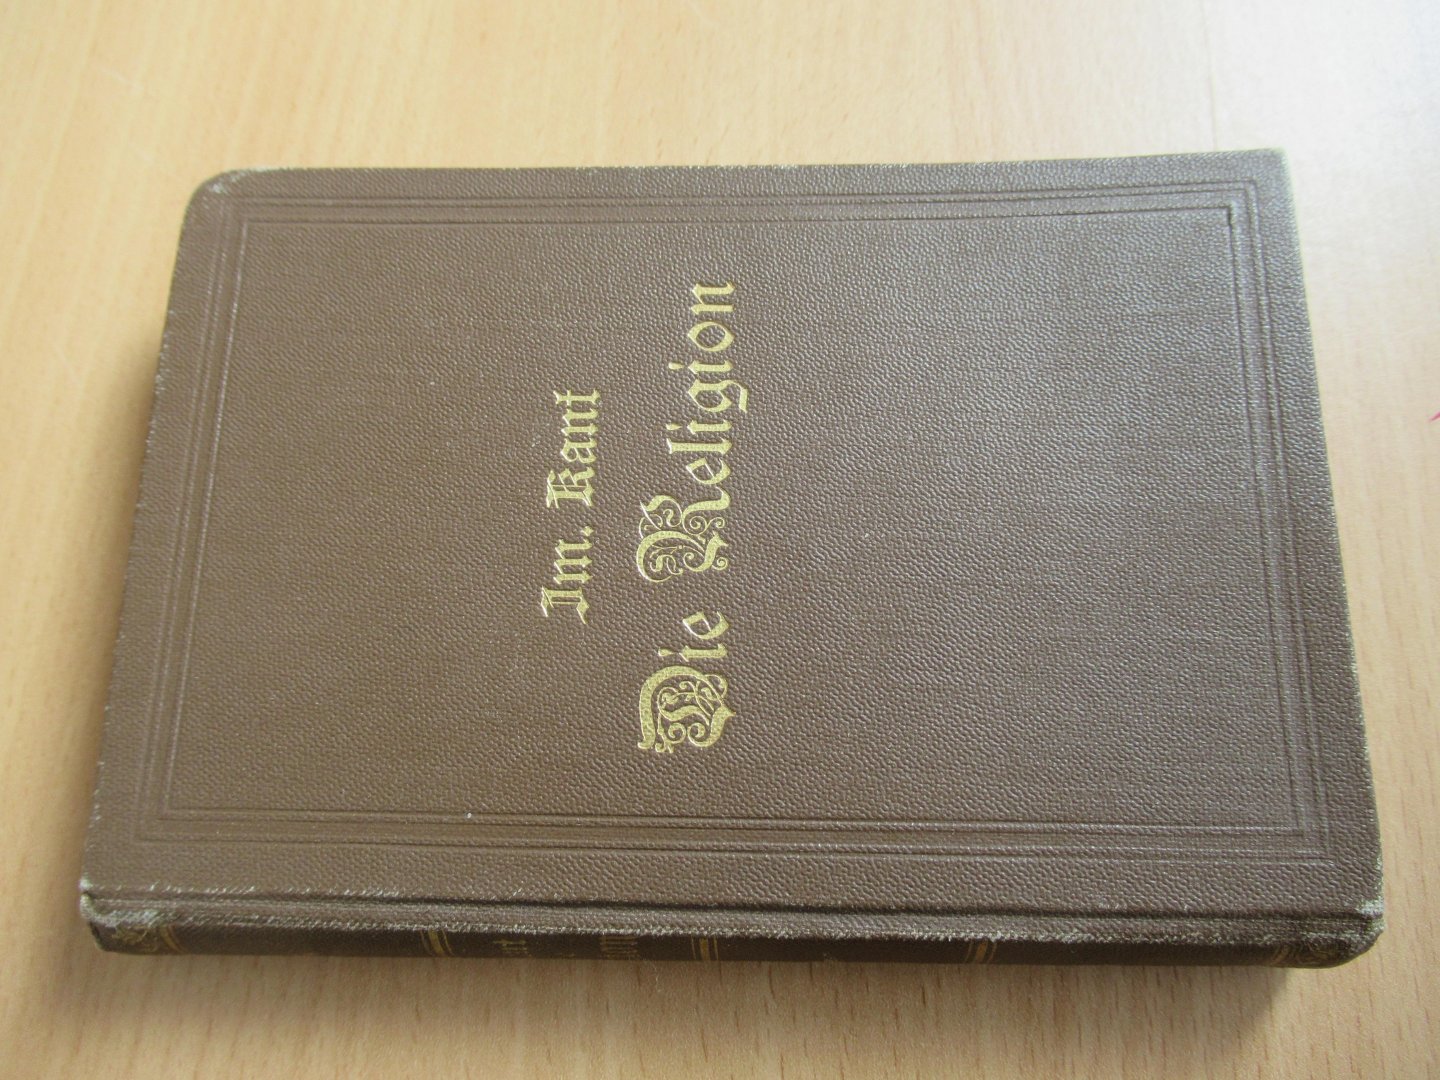 Im. Kant
Die Religion